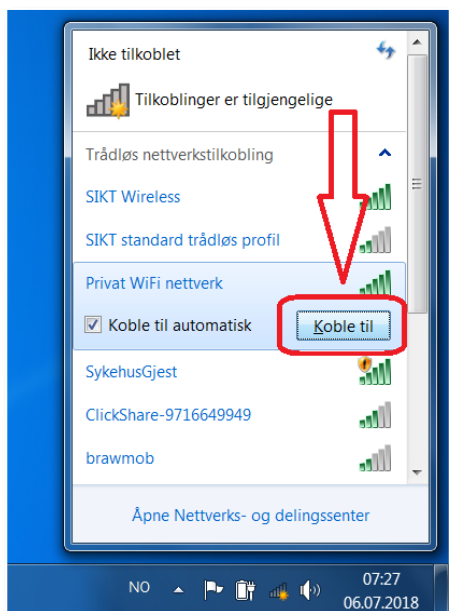 Ikke tilkoblet
Tilkoblinger er tilgjengelige
Trådløs nettverkstilkobling
SIKT Wireless
SIKT standard trådløs profil
Privat WiFi nettverk
Koble til automatisk
Koble til
SykehusGjest
ClickShare-9716649949
brawmob
Åpne Nettverks- og delingssenter
NO
07:27
06.07.2018